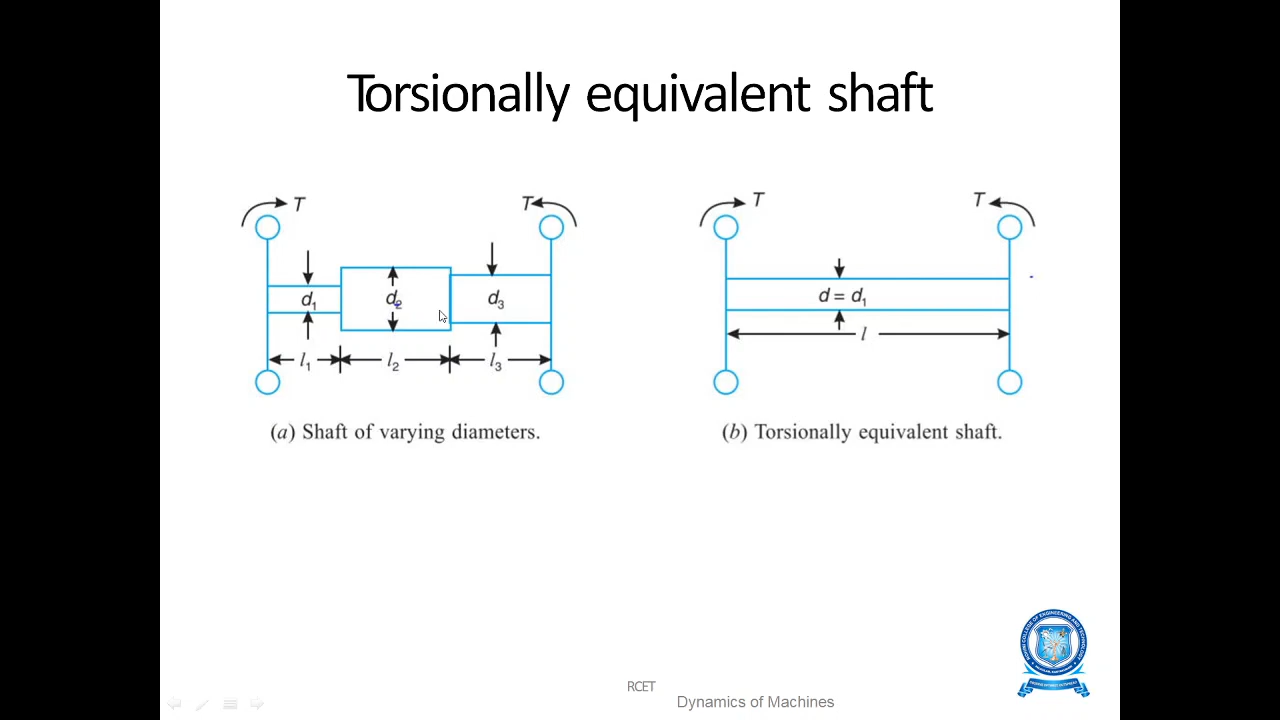 Torsionally equivalent shaft
T T
d1 d2 d3
l1 l2 l3
(a) Shaft of varying diameters.
T T
d = d1
l
(b) Torsionally equivalent shaft.
RCET
Dynamics of Machines